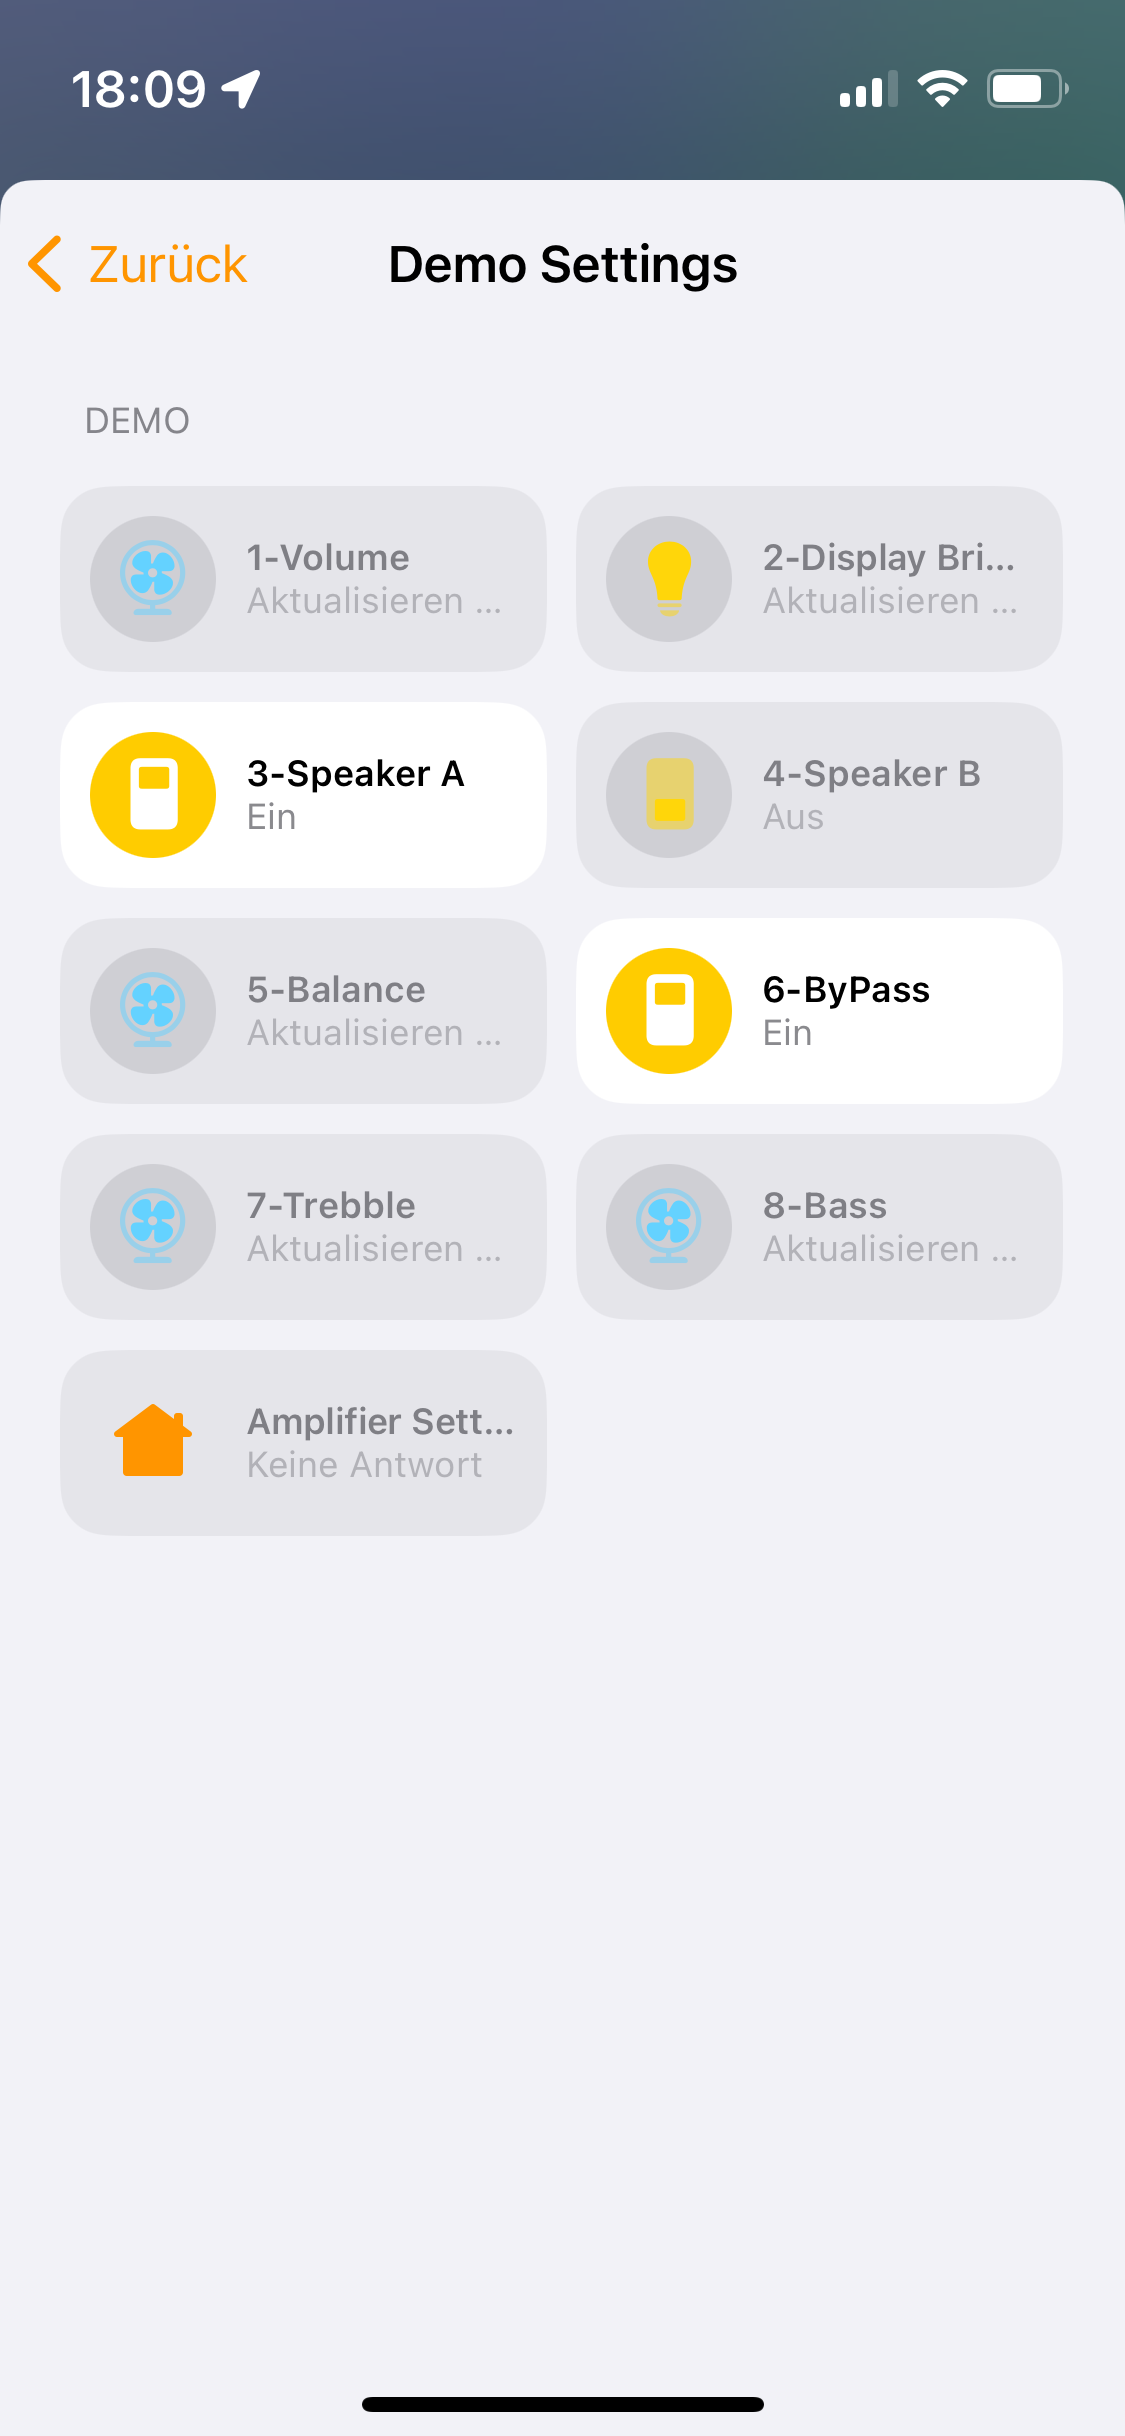 18:09
Zurück
Demo Settings
DEMO
1-Volume
Aktualisieren ...
2-Display Bri...
Aktualisieren ...
3-Speaker A
Ein
4-Speaker B
Aus
5-Balance
Aktualisieren ...
6-ByPass
Ein
7-Trebble
Aktualisieren ...
8-Bass
Aktualisieren ...
Amplifier Sett...
Keine Antwort